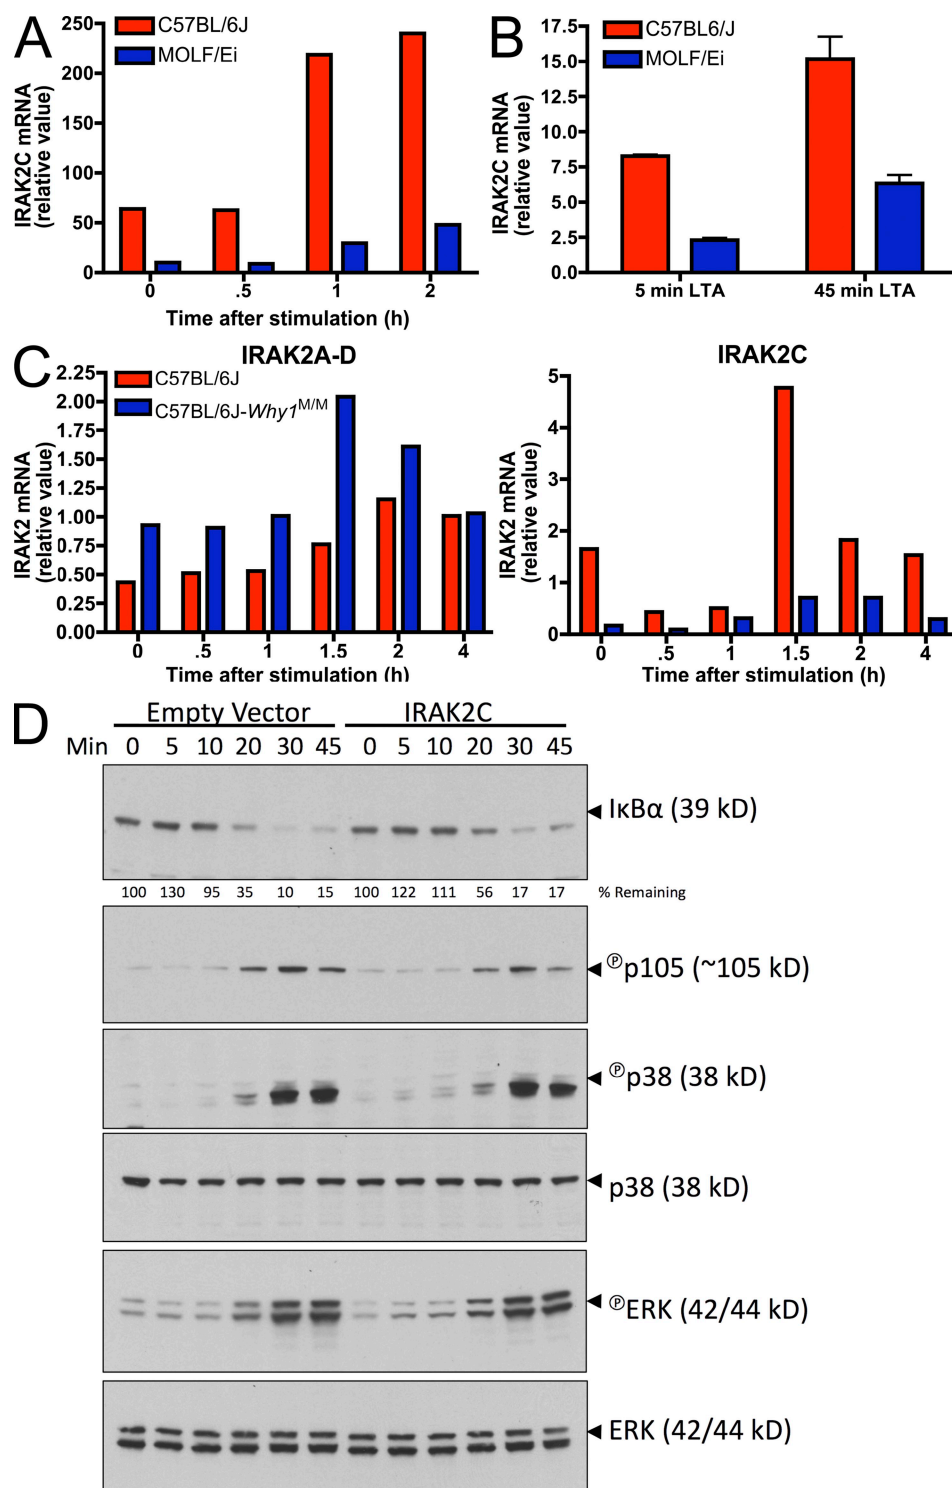 A
250
200
150
100
50
0
IRAK2C mRNA
(relative value)
C57BL/6J
MOLF/Ei
0 .5 1 2
Time after stimulation (h)
B
17.5
15.0
12.5
10.0
7.5
5.0
2.5
0.0
IRAK2C mRNA
(relative value)
C57BL6/J
MOLF/Ei
5 min LTA 45 min LTA
C
IRAK2A-D
2.25
2.00
1.75
1.50
1.25
1.00
0.75
0.50
0.25
0.00
IRAK2 mRNA
(relative value)
C57BL/6J
C57BL/6J-Why1M/M
0 .5 1 1.5 2 4
Time after stimulation (h)
IRAK2C
5
4
3
2
1
0
IRAK2 mRNA
(relative value)
0 .5 1 1.5 2 4
Time after stimulation (h)
D
Empty Vector IRAK2C
Min 0 5 10 20 30 45 0 5 10 20 30 45
IκBα (39 kD)
100 130 95 35 10 15 100 122 111 56 17 17 % Remaining
Ⓟp105 (~105 kD)
Ⓟp38 (38 kD)
p38 (38 kD)
ⓅERK (42/44 kD)
ERK (42/44 kD)